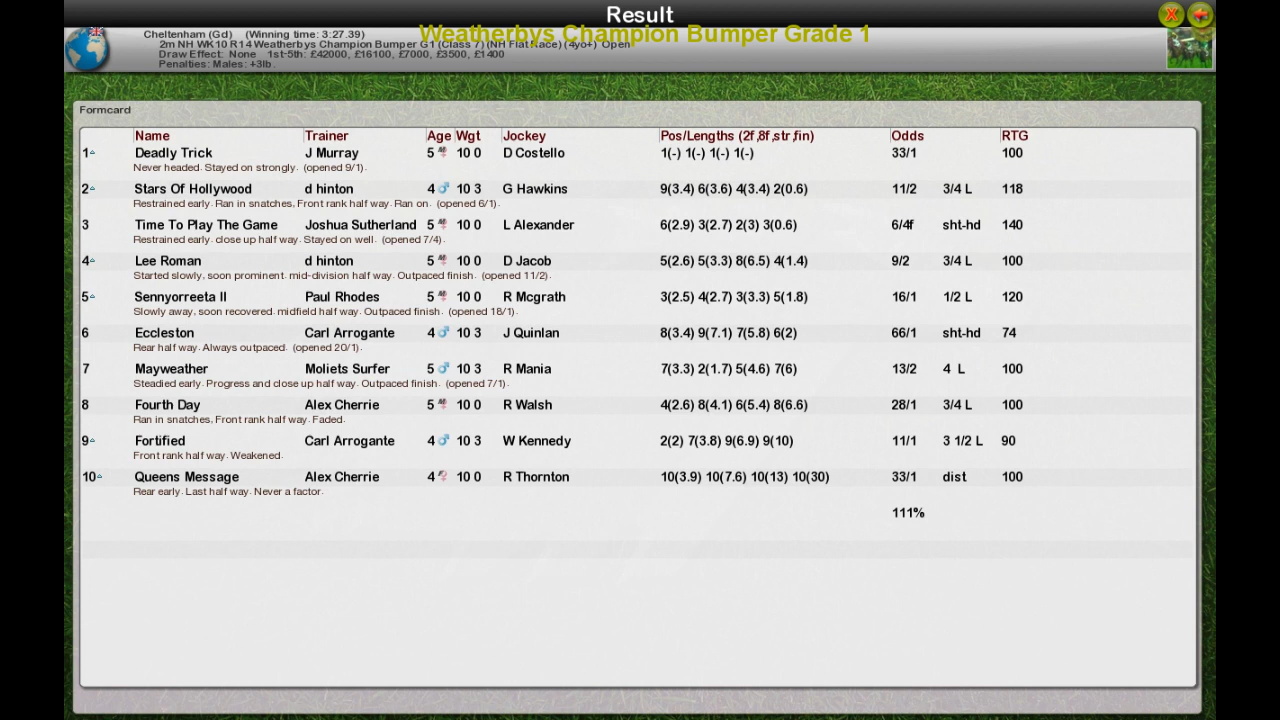 Result
Weatherbys Champion Bumper Grade 1
Cheltenham (Gd) (Winning time: 3:27.39)
2m NH WK10 R14 Weatherbys Champion Bumper G1 (Class 7) (NH Flat Race) (4yo+) Open
Draw Effect: None 1st-5th: £42000, £16100, £7000, £3500, £1400
Penalties: Males: +3lb.
Formcard
Name Trainer Age Wgt Jockey Pos/Lengths (2f,8f,str,fin) Odds RTG
1 Deadly Trick J Murray 5 10 0 D Costello 1(-) 1(-) 1(-) 1(-) 33/1 100
Never headed. Stayed on strongly. (opened 9/1).
2 Stars Of Hollywood d hinton 4 10 3 G Hawkins 9(3.4) 6(3.6) 4(3.4) 2(0.6) 11/2 3/4 L 118
Restrained early. Ran in snatches, Front rank half way. Ran on. (opened 6/1).
3 Time To Play The Game Joshua Sutherland 5 10 0 L Alexander 6(2.9) 3(2.7) 2(3) 3(0.6) 6/4f sht-hd 140
Restrained early. close up half way. Stayed on well. (opened 7/4).
4 Lee Roman d hinton 5 10 0 D Jacob 5(2.6) 5(3.3) 8(6.5) 4(1.4) 9/2 3/4 L 100
Started slowly, soon prominent. mid-division half way. Outpaced finish. (opened 11/2).
5 Sennyorreeta II Paul Rhodes 5 10 0 R Mcgrath 3(2.5) 4(2.7) 3(3.3) 5(1.8) 16/1 1/2 L 120
Slowly away, soon recovered. midfield half way. Outpaced finish. (opened 18/1).
6 Eccleston Carl Arrogante 4 10 3 J Quinlan 8(3.4) 9(7.1) 7(5.8) 6(2) 66/1 sht-hd 74
Rear half way. Always outpaced. (opened 20/1).
7 Mayweather Moliets Surfer 5 10 3 R Mania 7(3.3) 2(1.7) 5(4.6) 7(6) 13/2 4 L 100
Steadied early. Progress and close up half way. Outpaced finish. (opened 7/1).
8 Fourth Day Alex Cherrie 5 10 0 R Walsh 4(2.6) 8(4.1) 6(5.4) 8(6.6) 28/1 3/4 L 100
Ran in snatches, Front rank half way. Faded.
9 Fortified Carl Arrogante 4 10 3 W Kennedy 2(2) 7(3.8) 9(6.9) 9(10) 11/1 3 1/2 L 90
Front rank half way. Weakened.
10 Queens Message Alex Cherrie 4 10 0 R Thornton 10(3.9) 10(7.6) 10(13) 10(30) 33/1 dist 100
Rear early. Last half way. Never a factor.
111%